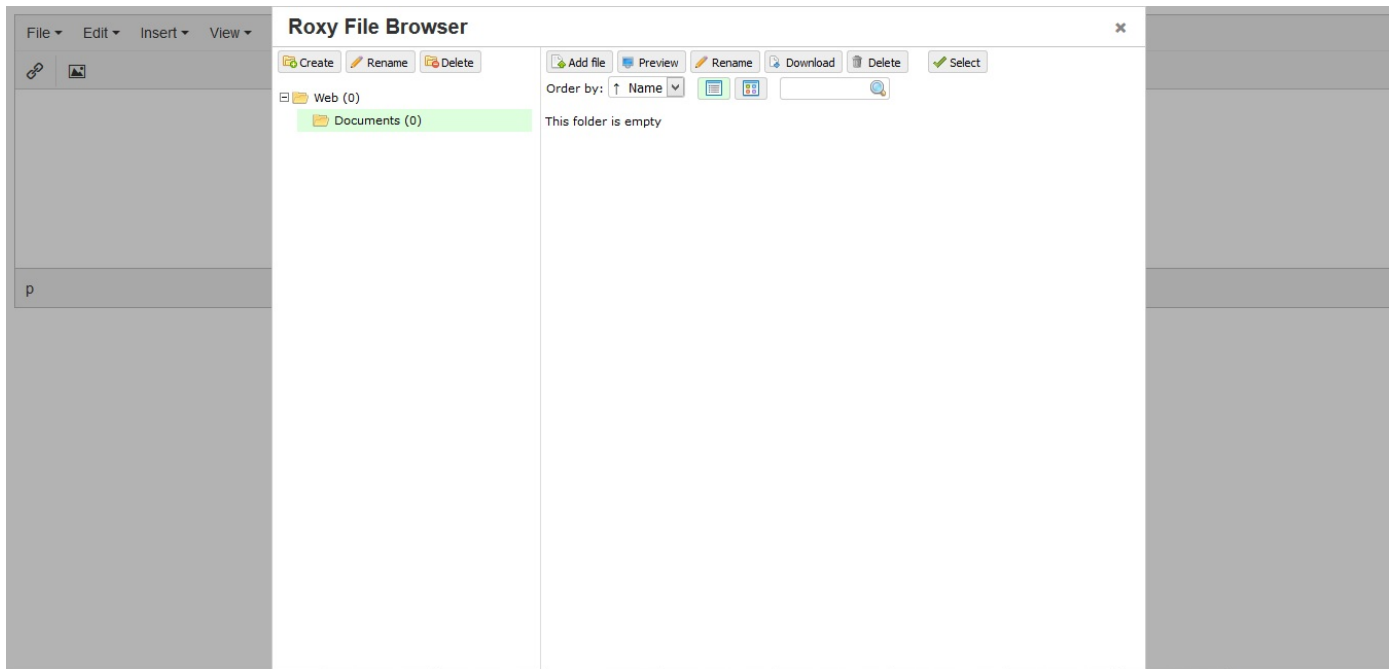 File Edit Insert View
Roxy File Browser
Create Rename Delete
Web (0)
Documents (0)
Add file Preview Rename Download Delete Select
Order by: ↑ Name
This folder is empty
p